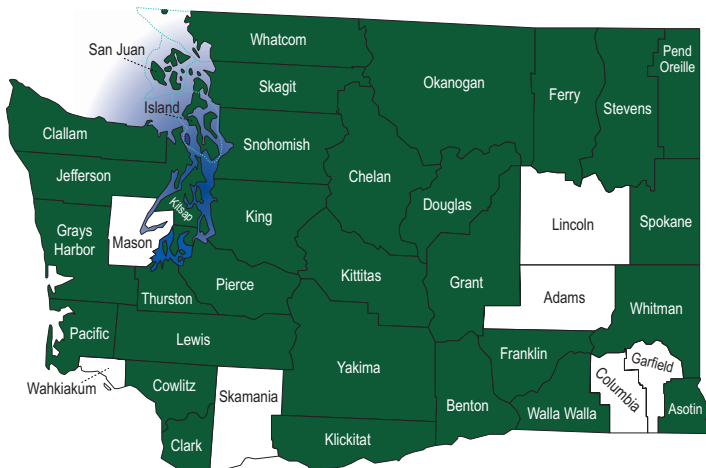 Whatcom
Pend
Oreille
San Juan
Okanogan
Skagit
Ferry
Stevens
Island
Clallam
Snohomish
Jefferson
Chelan
Douglas
Kitsap
King
Lincoln
Spokane
Grays
Harbor
Mason
Kittitas
Grant
Pierce
Adams
Thurston
Whitman
Pacific
Lewis
Franklin
Garfield
Yakima
Columbia
Wahkiakum
Cowlitz
Skamania
Benton
Walla Walla
Asotin
Clark
Klickitat